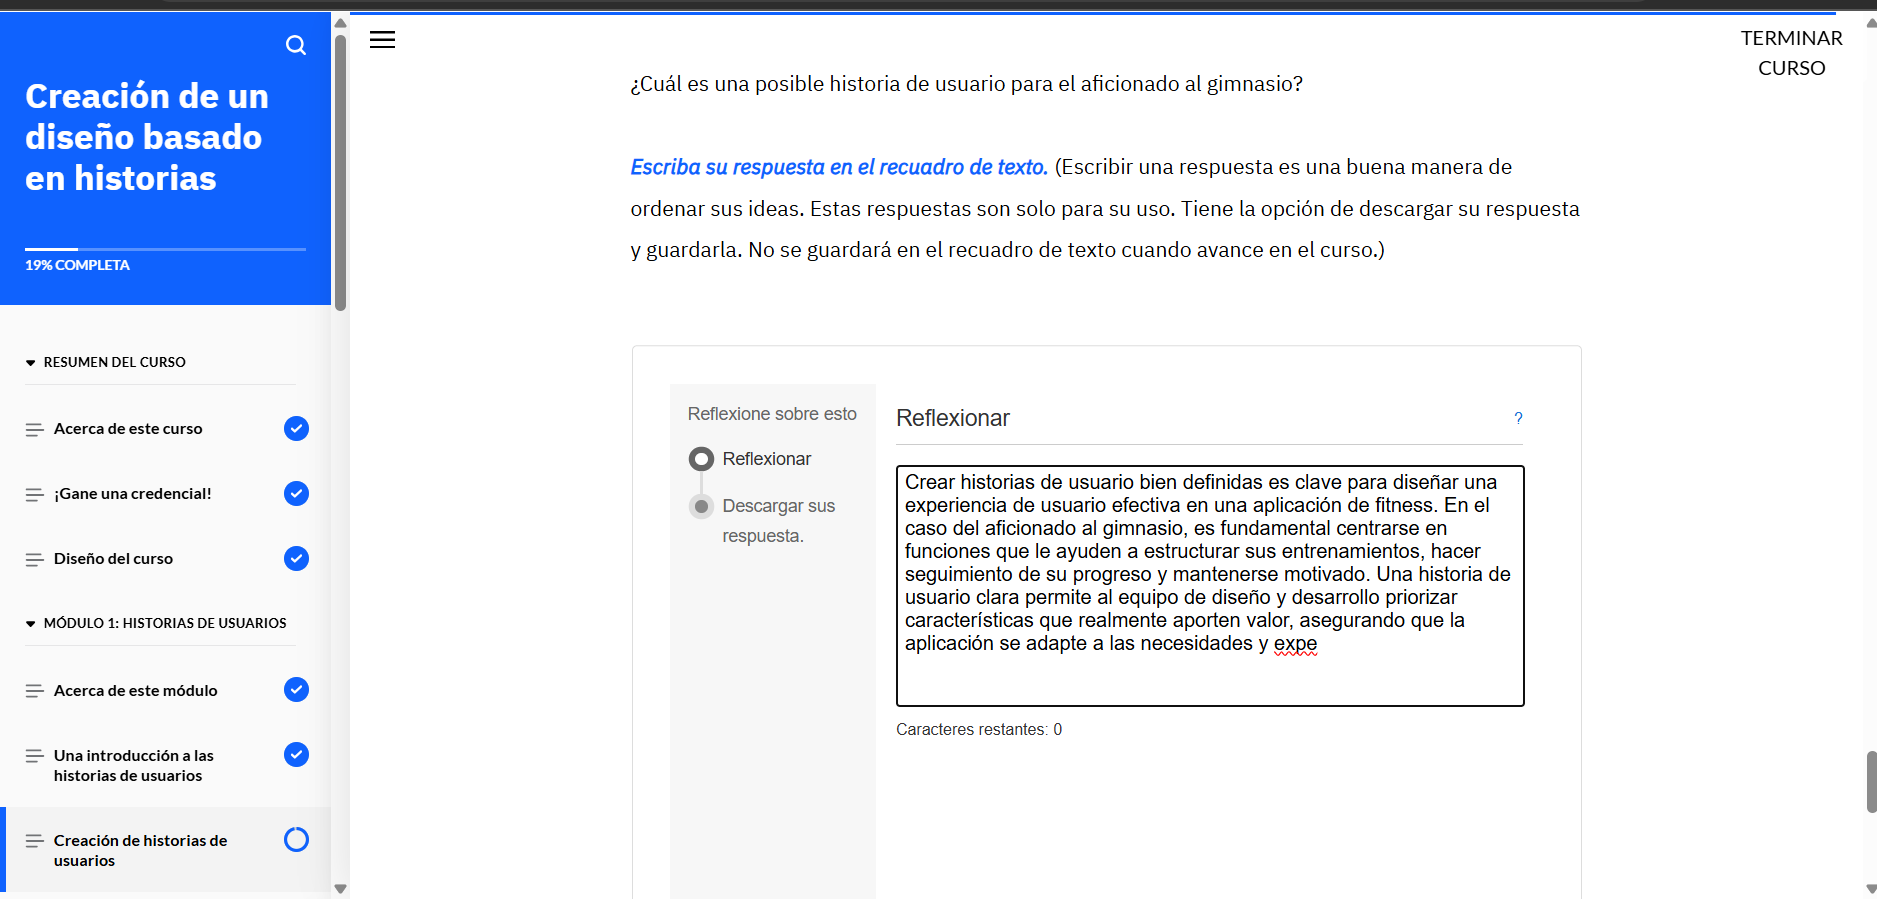 Creación de un
diseño basado
en historias
19% COMPLETA
RESUMEN DEL CURSO
Acerca de este curso
¡Gane una credencial!
Diseño del curso
MÓDULO 1: HISTORIAS DE USUARIOS
Acerca de este módulo
Una introducción a las
historias de usuarios
Creación de historias de
usuarios
TERMINAR
CURSO
¿Cuál es una posible historia de usuario para el aficionado al gimnasio?
Escriba su respuesta en el recuadro de texto. (Escribir una respuesta es una buena manera de
ordenar sus ideas. Estas respuestas son solo para su uso. Tiene la opción de descargar su respuesta
y guardarla. No se guardará en el recuadro de texto cuando avance en el curso.)
Reflexione sobre esto
Reflexionar
Descargar sus
respuesta.
Reflexionar
?
Crear historias de usuario bien definidas es clave para diseñar una
experiencia de usuario efectiva en una aplicación de fitness. En el
caso del aficionado al gimnasio, es fundamental centrarse en
funciones que le ayuden a estructurar sus entrenamientos, hacer
seguimiento de su progreso y mantenerse motivado. Una historia de
usuario clara permite al equipo de diseño y desarrollo priorizar
características que realmente aporten valor, asegurando que la
aplicación se adapte a las necesidades y expe
Caracteres restantes: 0